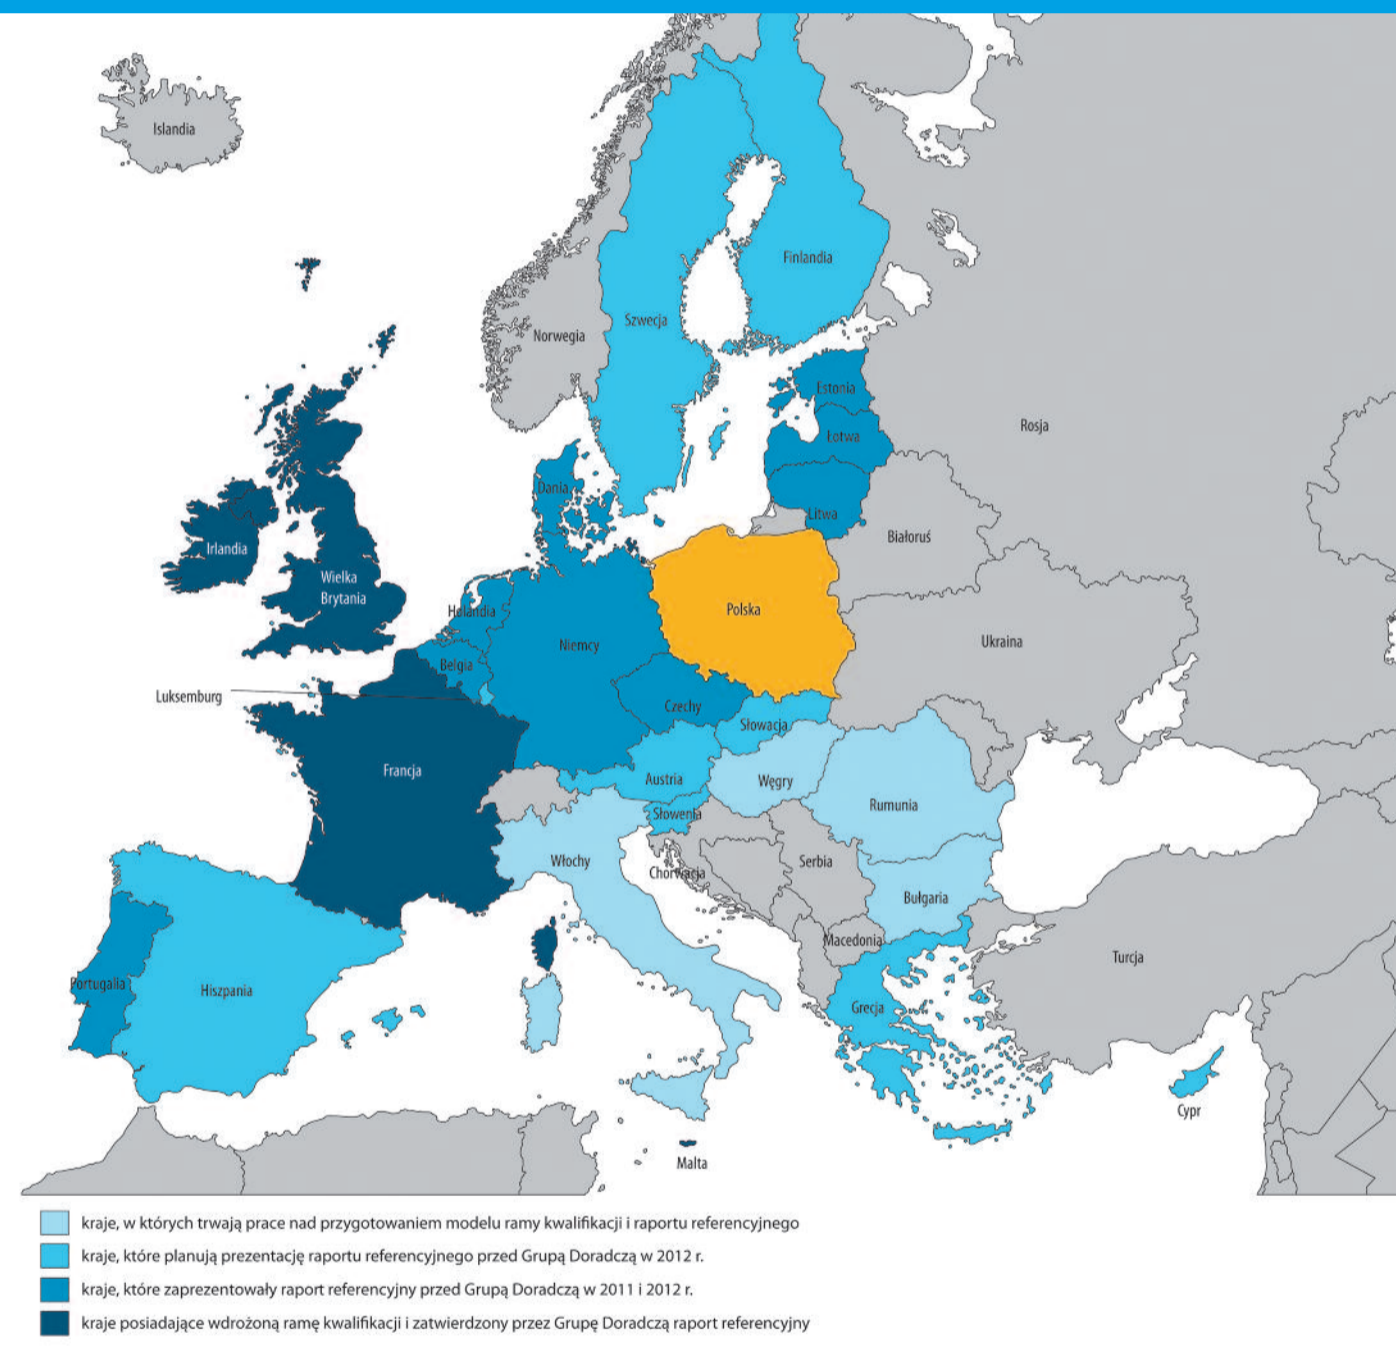 Islandia
Finlandia
Szwecja
Norwegia
Estonia
Rosja
Łotwa
Dania
Litwa
Białoruś
Irlandia
Wielka
Brytania
Holandia
Polska
Ukraina
Niemcy
Belgia
Luksemburg
Czechy
Słowacja
Francja
Austria
Węgry
Rumunia
Słowenia
Włochy
Serbia
Chorwacja
Bułgaria
Macedonia
Turcja
Portugalia
Hiszpania
Grecja
Cypr
Malta
kraje, w których trwają prace nad przygotowaniem modelu ramy kwalifikacji i raportu referencyjnego
kraje, które planują prezentację raportu referencyjnego przed Grupą Doradczą w 2012 r.
kraje, które zaprezentowały raport referencyjny przed Grupą Doradczą w 2011 i 2012 r.
kraje posiadające wdrożoną ramę kwalifikacji i zatwierdzony przez Grupę Doradczą raport referencyjny